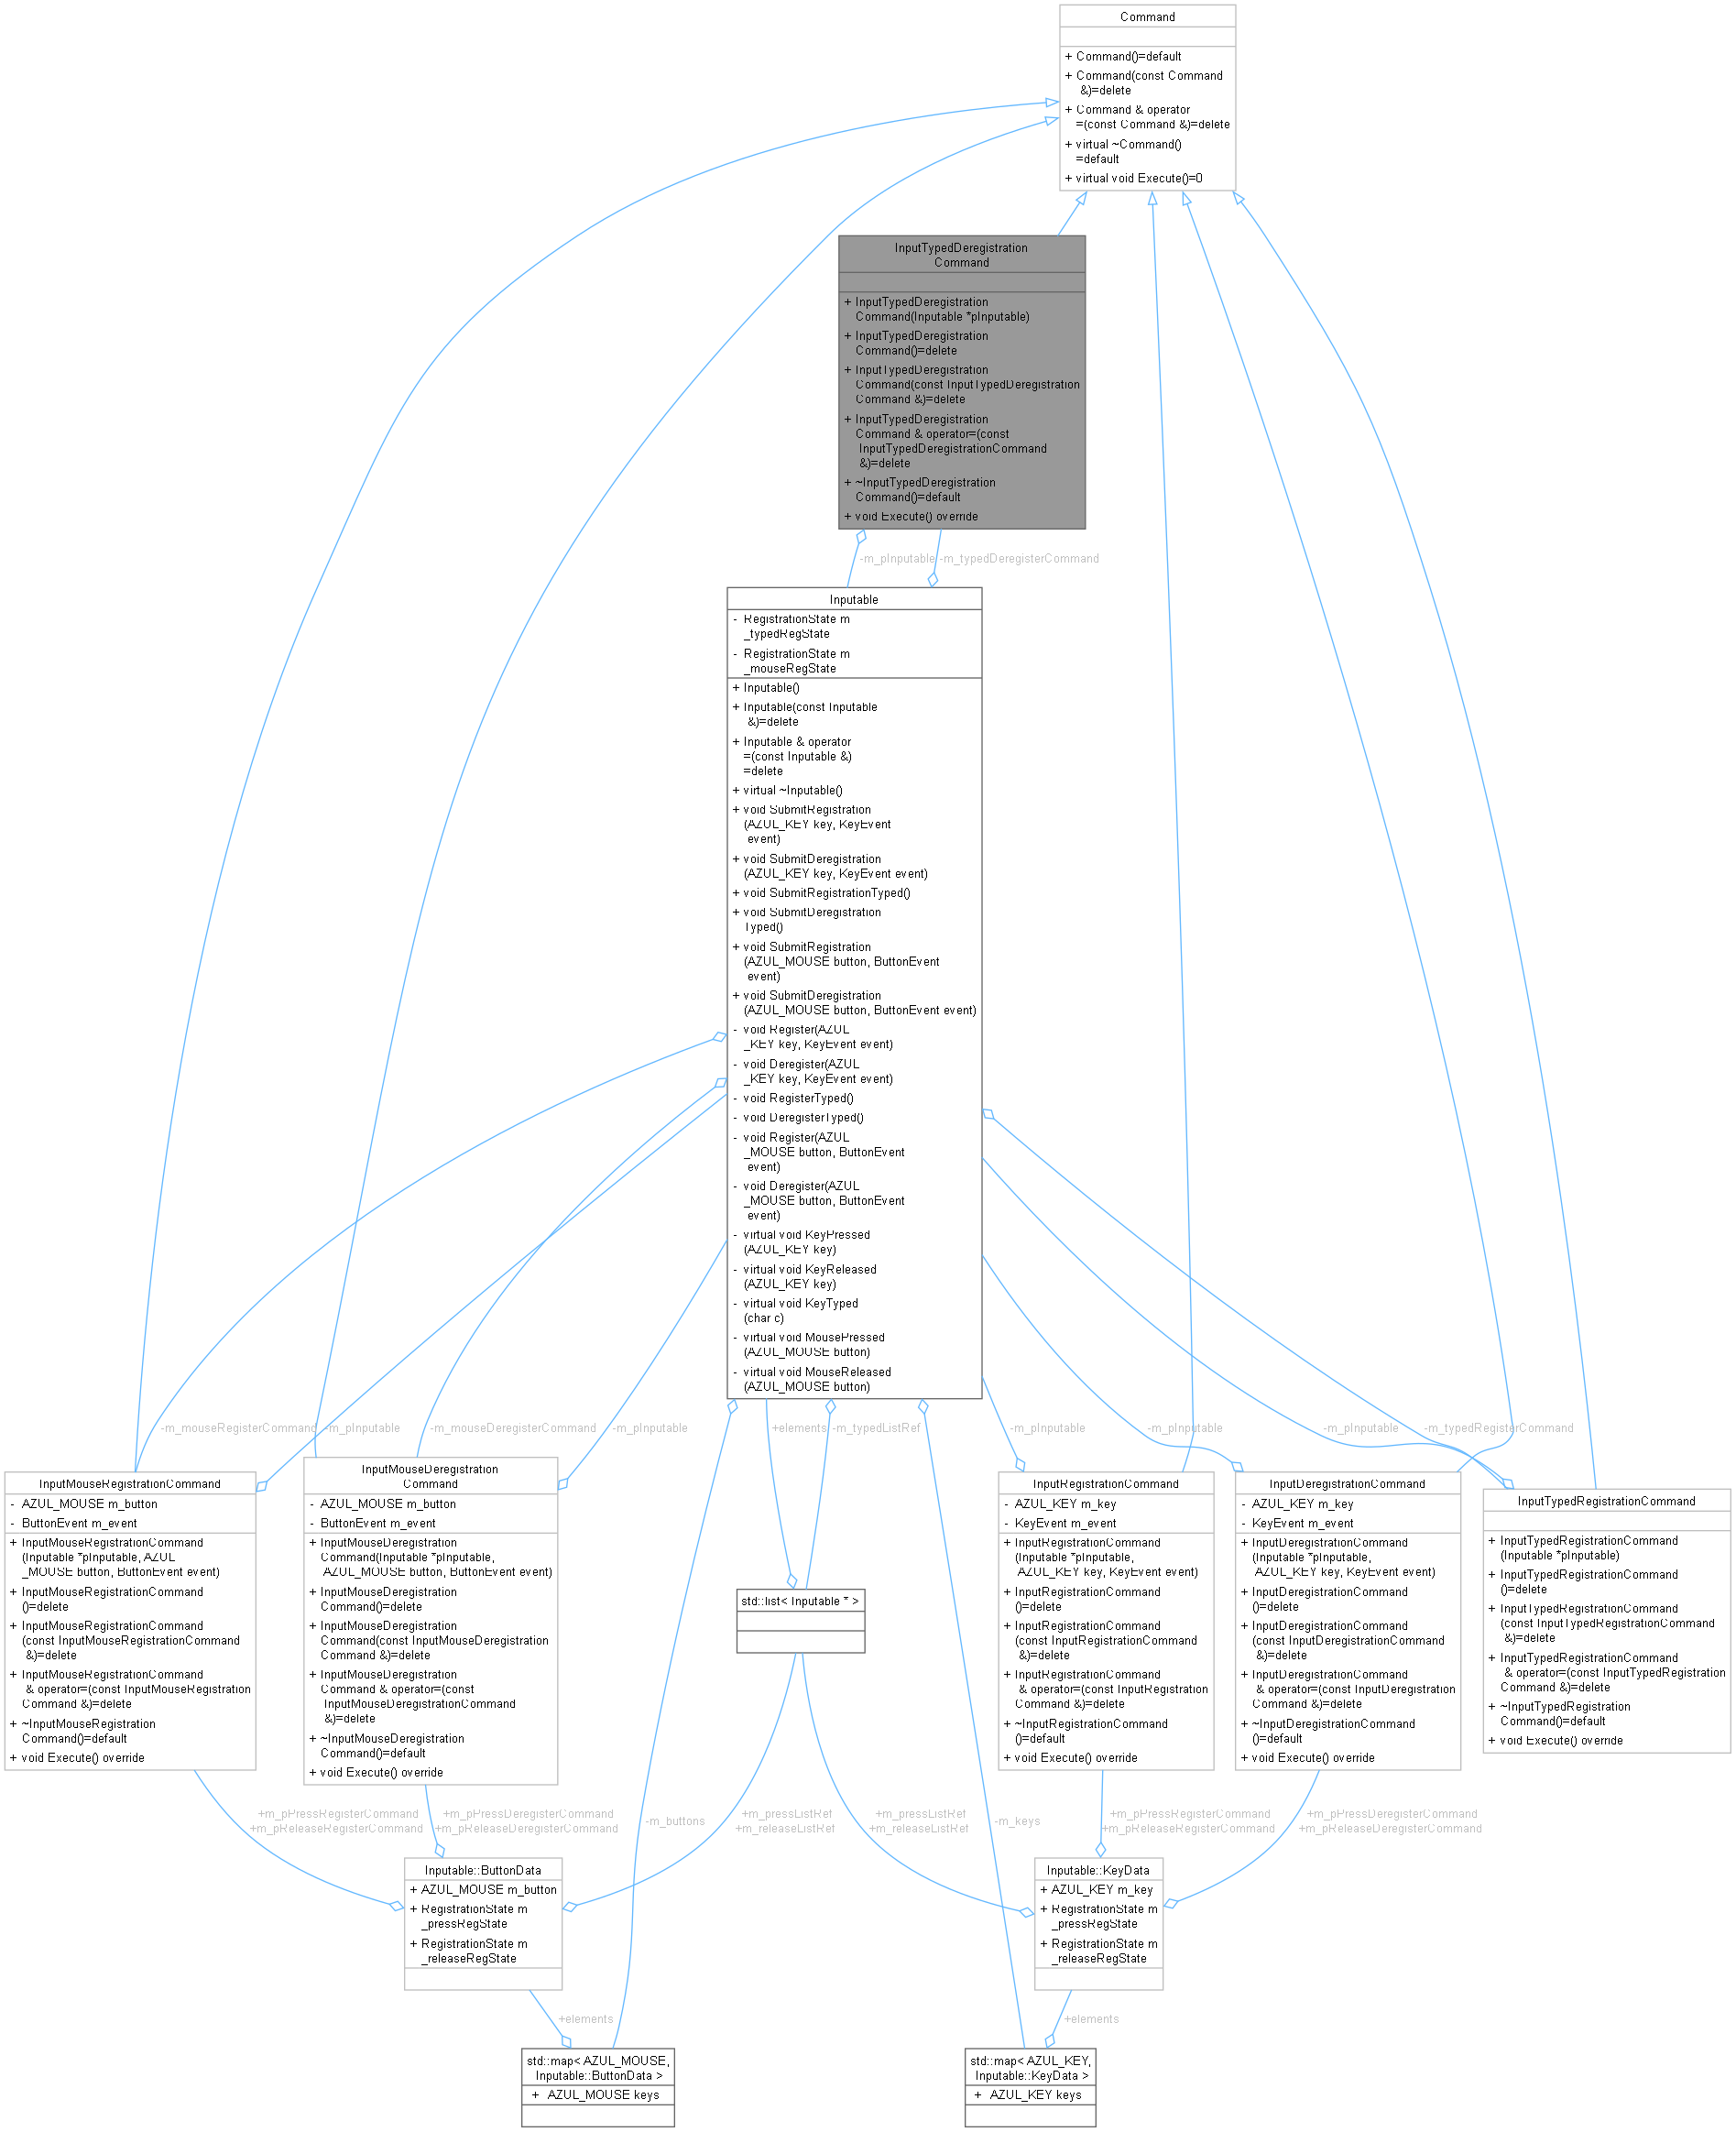 Command
+ Command()=default
+ Command(const Command
&)=delete
+ Command & operator
=(const Command &)=delete
+ virtual ~Command()
=default
+ virtual void Execute()=0
InputTypedDeregistration
Command
+ InputTypedDeregistration
Command(Inputable *pInputable)
+ InputTypedDeregistration
Command()=delete
+ InputTypedDeregistration
Command(const InputTypedDeregistration
Command &)=delete
+ InputTypedDeregistration
Command & operator=(const
InputTypedDeregistrationCommand
&)=delete
+ ~InputTypedDeregistration
Command()=default
+ void Execute() override
-m_pInputable
-m_typedDeregisterCommand
Inputable
- RegistrationState m
_typedRegState
- RegistrationState m
_mouseRegState
+ Inputable()
+ Inputable(const Inputable
&)=delete
+ Inputable & operator
=(const Inputable &)
=delete
+ virtual ~Inputable()
+ void SubmitRegistration
(AZUL_KEY key, KeyEvent
event)
+ void SubmitDeregistration
(AZUL_KEY key, KeyEvent event)
+ void SubmitRegistrationTyped()
+ void SubmitDeregistration
Typed()
+ void SubmitRegistration
(AZUL_MOUSE button, ButtonEvent
event)
+ void SubmitDeregistration
(AZUL_MOUSE button, ButtonEvent event)
- void Register(AZUL
_KEY key, KeyEvent event)
- void Deregister(AZUL
_KEY key, KeyEvent event)
- void RegisterTyped()
- void DeregisterTyped()
- void Register(AZUL
_MOUSE button, ButtonEvent
event)
- void Deregister(AZUL
_MOUSE button, ButtonEvent
event)
- virtual void KeyPressed
(AZUL_KEY key)
- virtual void KeyReleased
(AZUL_KEY key)
- virtual void KeyTyped
(char c)
- virtual void MousePressed
(AZUL_MOUSE button)
- virtual void MouseReleased
(AZUL_MOUSE button)
-m_mouseRegisterCommand
-m_pInputable
-m_mouseDeregisterCommand
-m_pInputable
+elements
-m_typedListRef
-m_pInputable
-m_pInputable
-m_pInputable
-m_typedRegisterCommand
InputMouseRegistrationCommand
- AZUL_MOUSE m_button
- ButtonEvent m_event
+ InputMouseRegistrationCommand
(Inputable *pInputable, AZUL
_MOUSE button, ButtonEvent event)
+ InputMouseRegistrationCommand
()=delete
+ InputMouseRegistrationCommand
(const InputMouseRegistrationCommand
&)=delete
+ InputMouseRegistrationCommand
& operator=(const InputMouseRegistration
Command &)=delete
+ ~InputMouseRegistration
Command()=default
+ void Execute() override
InputMouseDeregistration
Command
- AZUL_MOUSE m_button
- ButtonEvent m_event
+ InputMouseDeregistration
Command(Inputable *pInputable,
AZUL_MOUSE button, ButtonEvent event)
+ InputMouseDeregistration
Command()=delete
+ InputMouseDeregistration
Command(const InputMouseDeregistration
Command &)=delete
+ InputMouseDeregistration
Command & operator=(const
InputMouseDeregistrationCommand
&)=delete
+ ~InputMouseDeregistration
Command()=default
+ void Execute() override
std::list< Inputable * >
InputRegistrationCommand
- AZUL_KEY m_key
- KeyEvent m_event
+ InputRegistrationCommand
(Inputable *pInputable,
AZUL_KEY key, KeyEvent event)
+ InputRegistrationCommand
()=delete
+ InputRegistrationCommand
(const InputRegistrationCommand
&)=delete
+ InputRegistrationCommand
& operator=(const InputRegistration
Command &)=delete
+ ~InputRegistrationCommand
()=default
+ void Execute() override
InputDeregistrationCommand
- AZUL_KEY m_key
- KeyEvent m_event
+ InputDeregistrationCommand
(Inputable *pInputable,
AZUL_KEY key, KeyEvent event)
+ InputDeregistrationCommand
()=delete
+ InputDeregistrationCommand
(const InputDeregistrationCommand
&)=delete
+ InputDeregistrationCommand
& operator=(const InputDeregistration
Command &)=delete
+ ~InputDeregistrationCommand
()=default
+ void Execute() override
InputTypedRegistrationCommand
+ InputTypedRegistrationCommand
(Inputable *pInputable)
+ InputTypedRegistrationCommand
()=delete
+ InputTypedRegistrationCommand
(const InputTypedRegistrationCommand
&)=delete
+ InputTypedRegistrationCommand
& operator=(const InputTypedRegistration
Command &)=delete
+ ~InputTypedRegistration
Command()=default
+ void Execute() override
+m_pPressRegisterCommand
+m_pReleaseRegisterCommand
+m_pPressDeregisterCommand
+m_pReleaseDeregisterCommand
-m_buttons
+m_pressListRef
+m_releaseListRef
+m_pressListRef
+m_releaseListRef
-m_keys
+m_pPressRegisterCommand
+m_pReleaseRegisterCommand
+m_pPressDeregisterCommand
+m_pReleaseDeregisterCommand
Inputable::ButtonData
+ AZUL_MOUSE m_button
+ RegistrationState m
_pressRegState
+ RegistrationState m
_releaseRegState
Inputable::KeyData
+ AZUL_KEY m_key
+ RegistrationState m
_pressRegState
+ RegistrationState m
_releaseRegState
+elements
+elements
std::map< AZUL_MOUSE,
Inputable::ButtonData >
+ AZUL_MOUSE keys
std::map< AZUL_KEY,
Inputable::KeyData >
+ AZUL_KEY keys